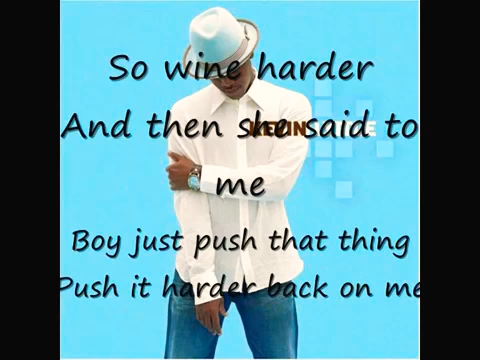 So wine harder
And then she said to
me
Boy just push that thing
Push it harder back on me